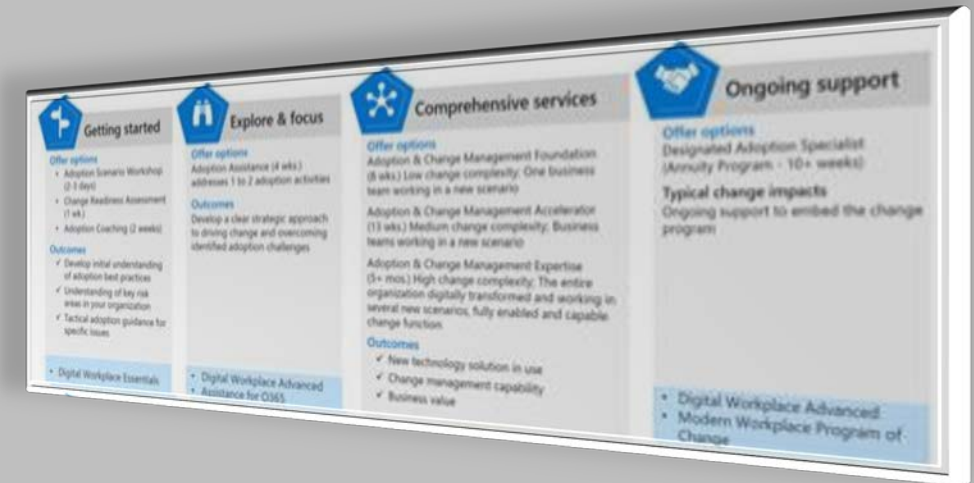 Getting started
Offer options
• Adoption Scenario Workshop
(2-3 days)
• Change Readiness Assessment
(1 wk.)
• Adoption Coaching (2 weeks)
Outcomes
✓ Develop initial understanding
of adoption best practices
✓ Understanding of key risk
areas in your organization
✓ Tactical adoption guidance for
specific issues
• Digital Workplace Essentials
Explore & focus
Offer options
Adoption Assistance (4 wks.)
addresses 1 to 2 adoption activities
Outcomes
Develop a clear strategic approach
to driving change and overcoming
identified adoption challenges
• Digital Workplace Advanced
• Assistance for O365
Comprehensive services
Offer options
Adoption & Change Management Foundation
(8 wks.) Low change complexity: One business
team working in a new scenario
Adoption & Change Management Accelerator
(13 wks.) Medium change complexity: Business
teams working in a new scenario
Adoption & Change Management Expertise
(5+ mos.) High change complexity: The entire
organization digitally transformed and working in
several new scenarios, fully enabled and capable
change function
Outcomes
✓ New technology solution in use
✓ Change management capability
✓ Business value
Ongoing support
Offer options
Designated Adoption Specialist
(Annuity Program - 10+ weeks)
Typical change impacts
Ongoing support to embed the change
program
• Digital Workplace Advanced
• Modern Workplace Program of
Change